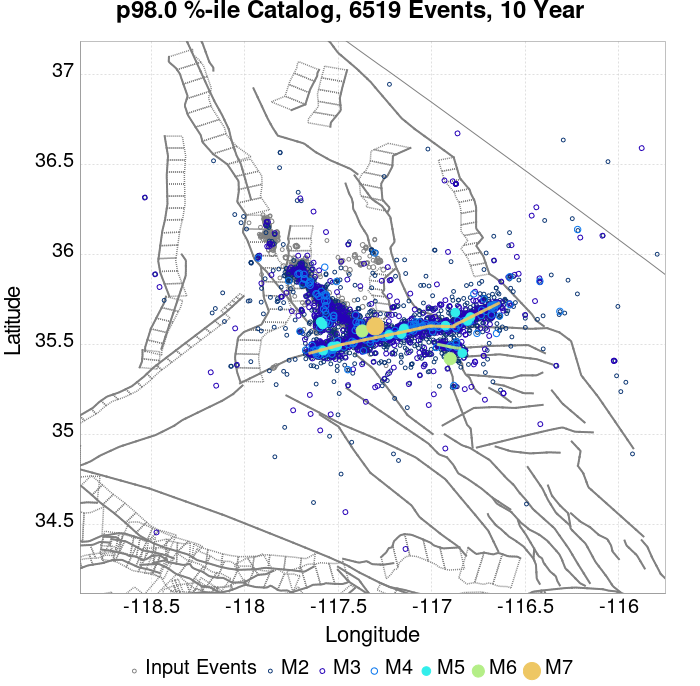 p98.0 %-ile Catalog, 6519 Events, 10 Year
37
36.5
36
35.5
35
34.5
Latitude
-118.5 -118 -117.5 -117 -116.5 -116
Longitude
Input Events M2 M3 M4 M5 M6 M7